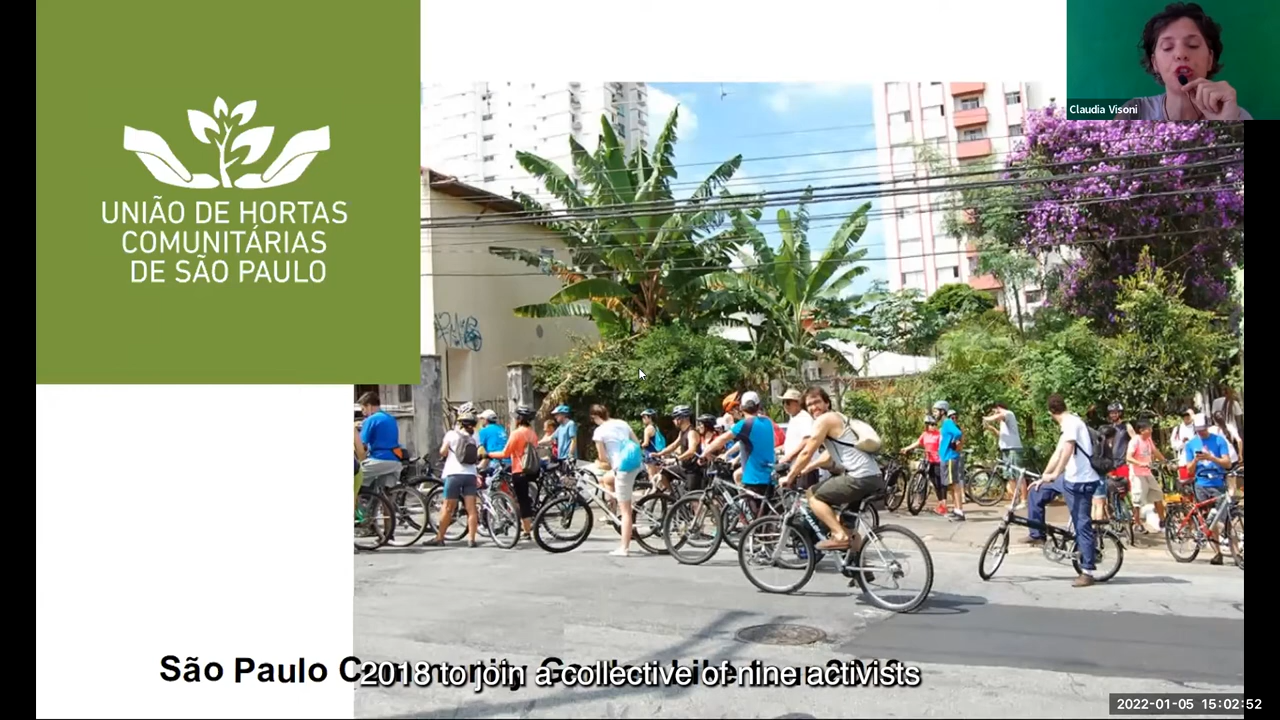 Claudia Visoni
UNIÃO DE HORTAS
COMUNITÁRIAS
DE SÃO PAULO
São Paulo
2018 to join a collective of nine activists
2022-01-05 15:02:52